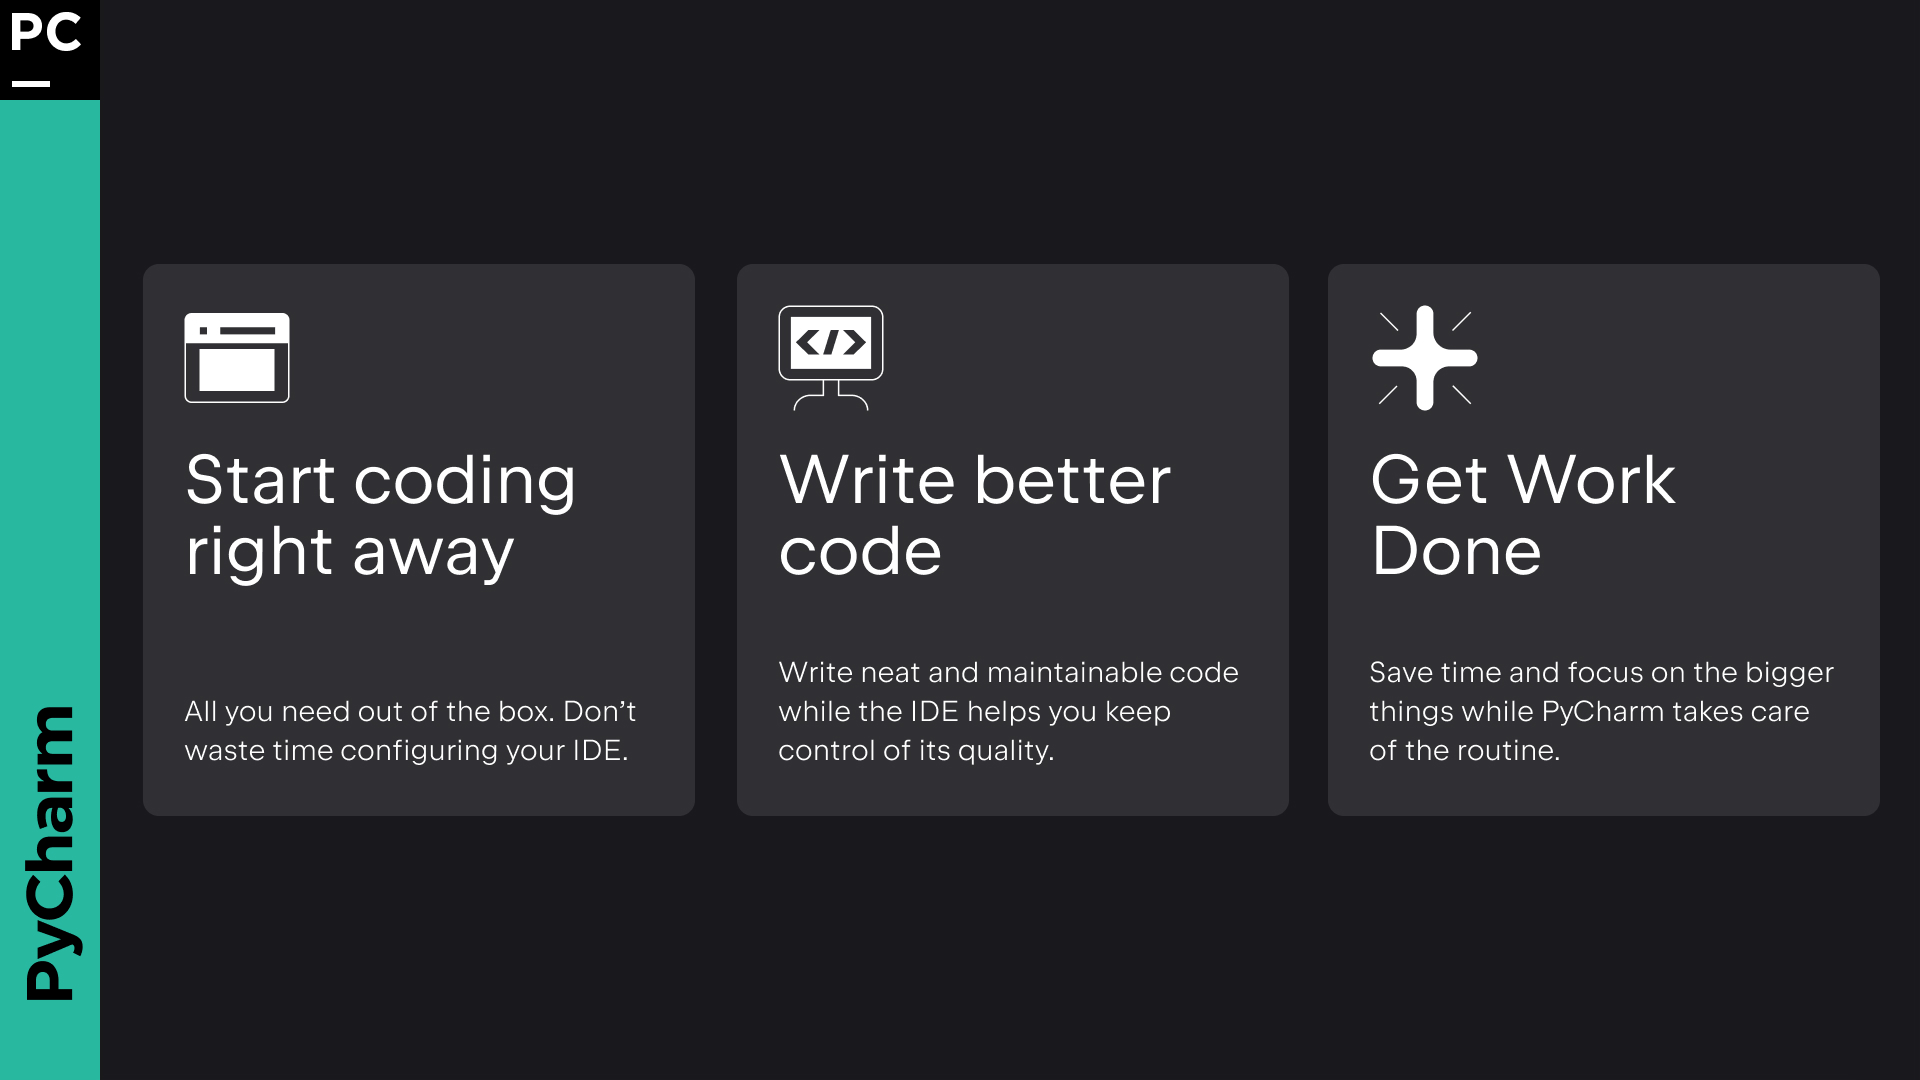 PC
PyCharm
Start coding
right away
All you need out of the box. Don’t
waste time configuring your IDE.
</>
Write better
code
Write neat and maintainable code
while the IDE helps you keep
control of its quality.
Get Work
Done
Save time and focus on the bigger
things while PyCharm takes care
of the routine.